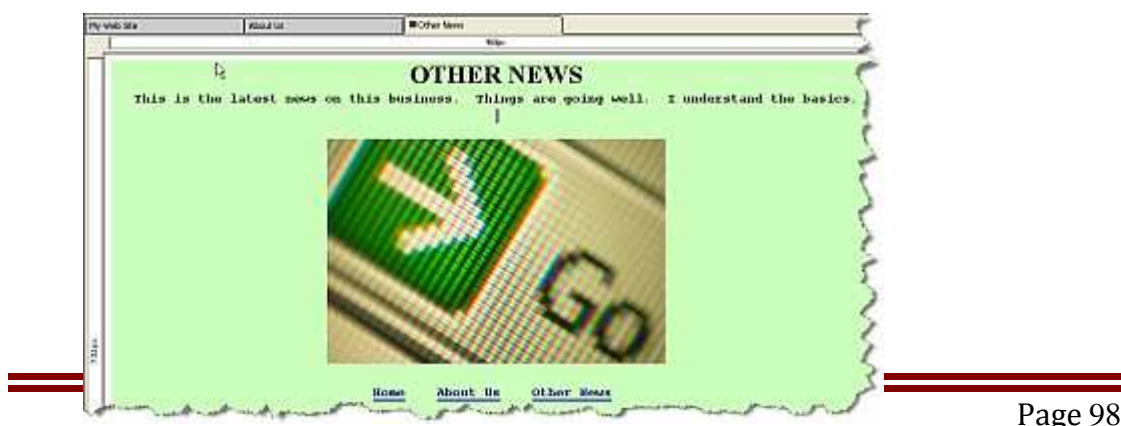 My Web Site About Us Other News
OTHER NEWS
This is the latest news on this business. Things are going well. I understand the basics.
Go
Home About Us Other News
Page 98